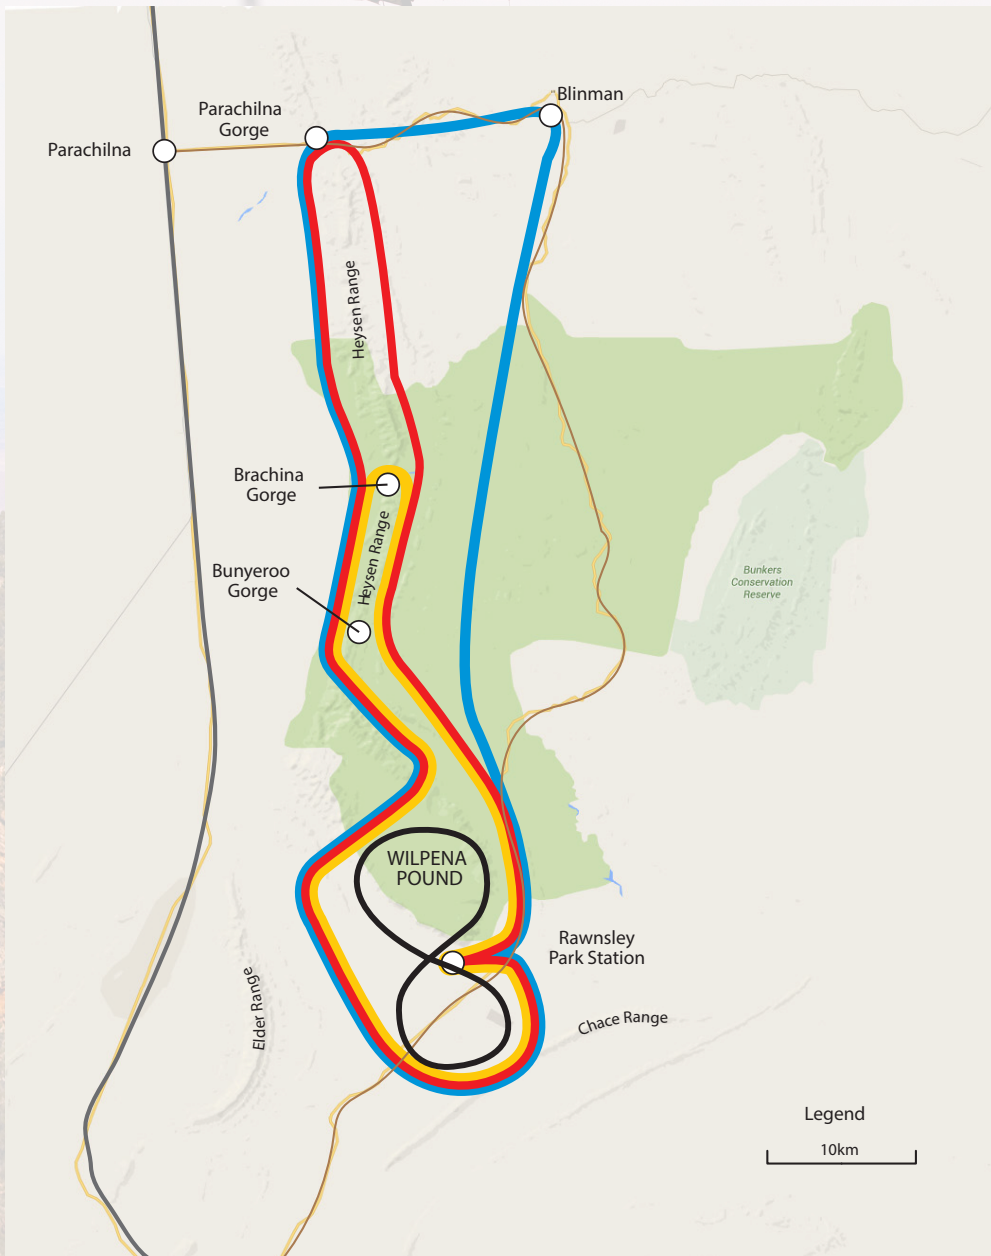 Blinman
Parachilna
Gorge
Parachilna
Heysen Range
Brachina
Gorge
Heysen Range
Bunyeroo
Gorge
Bunkers
Conservation
Reserve
WILPENA
POUND
Rawnsley
Park Station
Elder Range
Chace Range
Legend
10km